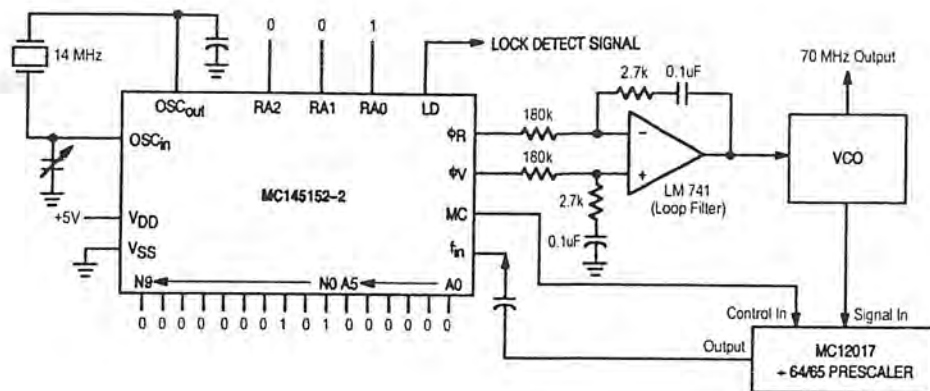 0 0 1
LOCK DETECT SIGNAL
14 MHz
2.7k 0.1uF
70 MHz Output
OSCout RA2 RA1 RA0 LD
OSCin
ϕR 180k
ϕV 180k
−
+
LM 741
(Loop Filter)
VCO
MC145152-2
2.7k
MC
+5V VDD
0.1uF
VSS
fin
N9 N0 A5 A0
0 0 0 0 0 1 0 1 0 0 0 0 0
Control In Signal In
Output
MC12017
÷ 64/65 PRESCALER